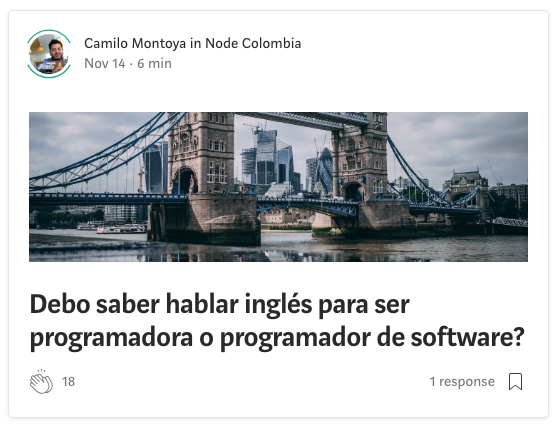 Camilo Montoya in Node Colombia
Nov 14 · 6 min
Debo saber hablar inglés para ser
programadora o programador de software?
18
1 response